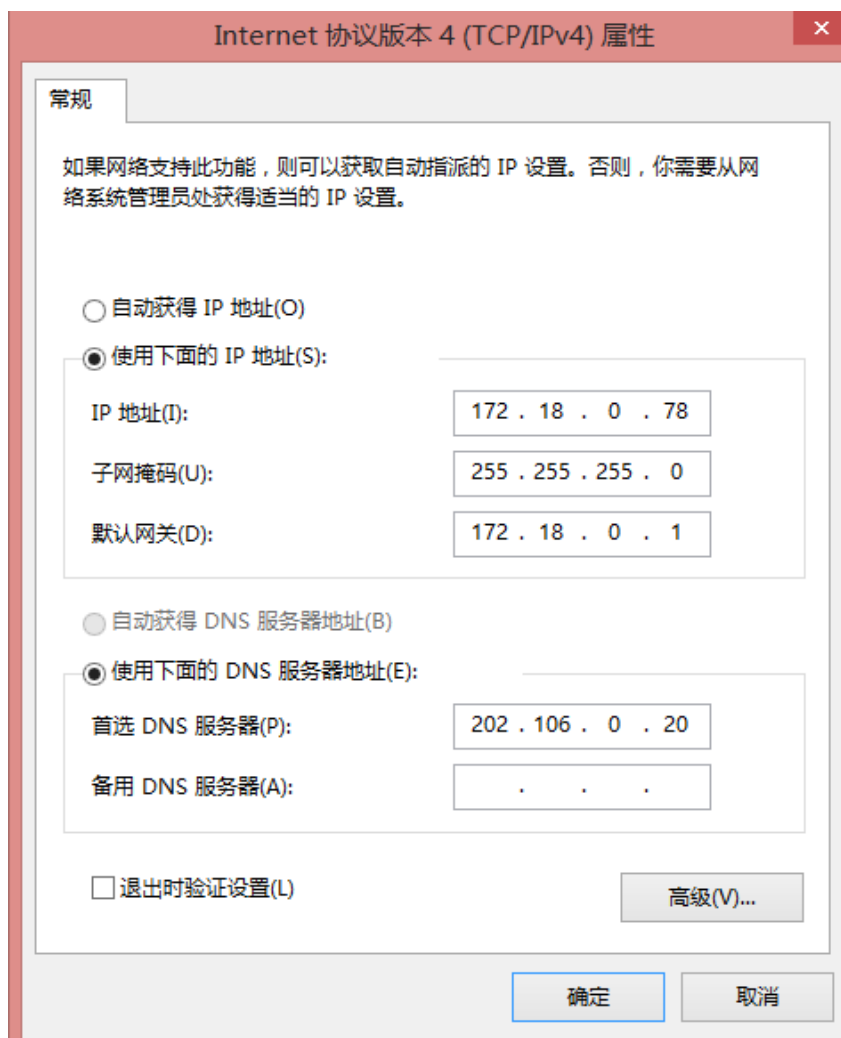 Internet 协议版本 4 (TCP/IPv4) 属性
常规
如果网络支持此功能，则可以获取自动指派的 IP 设置。否则，你需要从网
络系统管理员处获得适当的 IP 设置。
自动获得 IP 地址(O)
使用下面的 IP 地址(S):
IP 地址(I): 172 . 18 . 0 . 78
子网掩码(U): 255 . 255 . 255 . 0
默认网关(D): 172 . 18 . 0 . 1
自动获得 DNS 服务器地址(B)
使用下面的 DNS 服务器地址(E):
首选 DNS 服务器(P): 202 . 106 . 0 . 20
备用 DNS 服务器(A): . . .
退出时验证设置(L)
高级(V)...
确定 取消